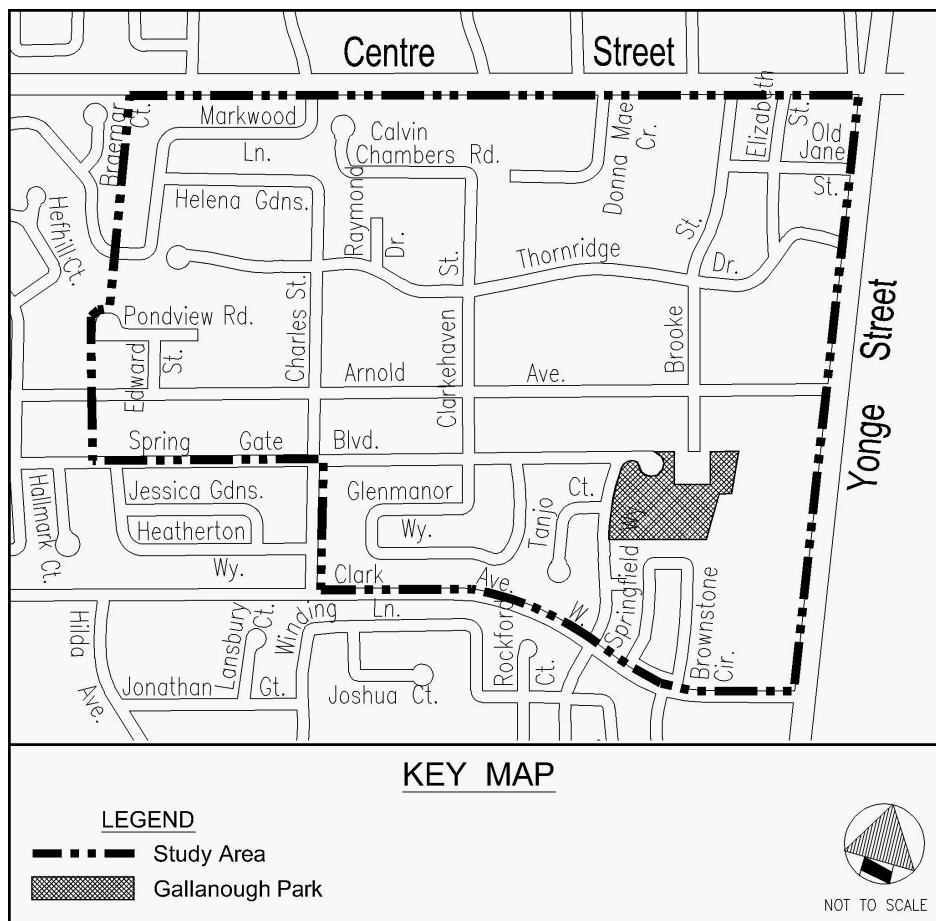 Centre Street
Braemar Ct.
Markwood Ln.
Calvin Chambers Rd.
Donna Mae Cr.
Elizabeth St.
Old Jane St.
Hefhill Ct.
Helena Gdns.
Raymond Dr.
Thornridge Dr.
Pondview Rd.
Edward St.
Charles St.
Clarkehaven St.
Brooke St.
Arnold Ave.
Yonge Street
Spring Gate Blvd.
Hallmark Ct.
Jessica Gdns.
Heatherton Wy.
Glenmanor Wy.
Tanjo Ct.
Springfield Wy.
Clark Ave. W.
Brownstone Cir.
Hilda Ave.
Lansbury Ct.
Winding Ln.
Rockford Ct.
Jonathan Gt.
Joshua Ct.
KEY MAP
LEGEND
Study Area
Gallanough Park
NOT TO SCALE